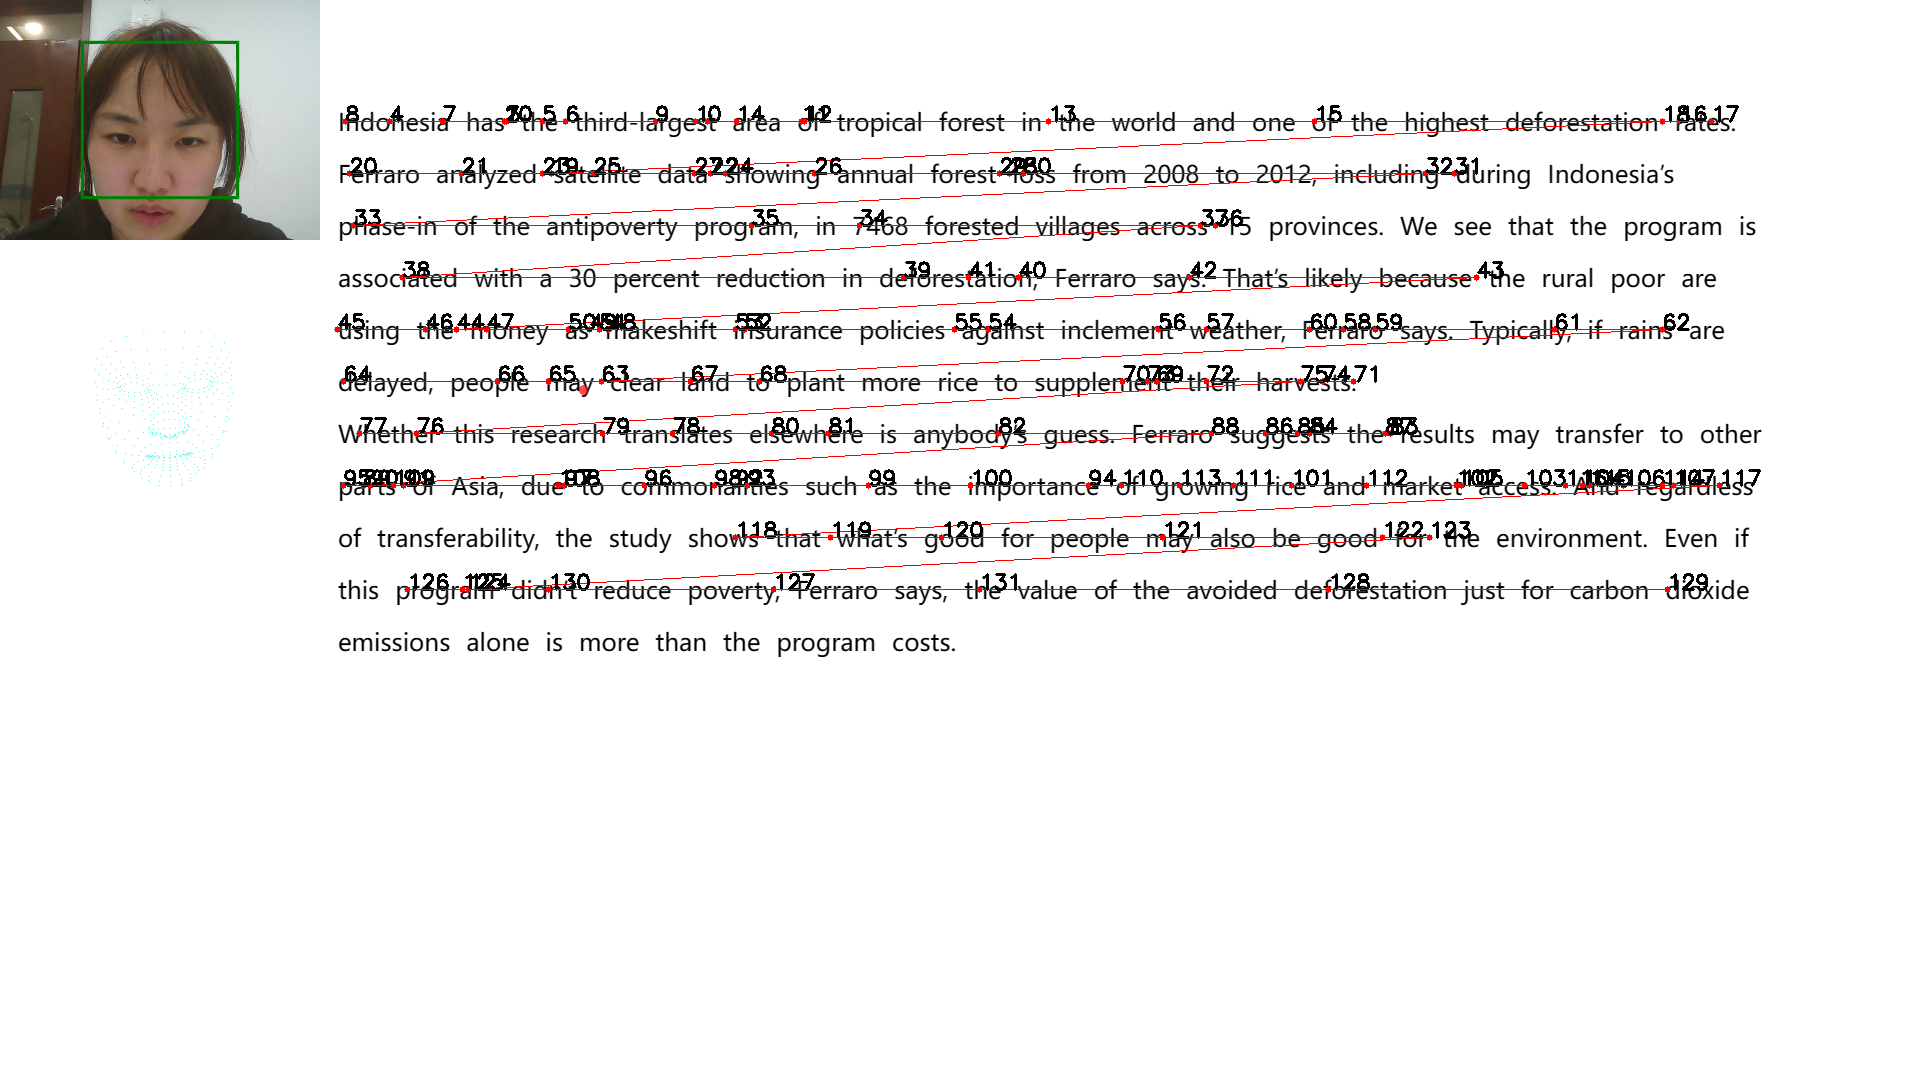 Indonesia has the third-largest area of tropical forest in the world and one of the highest deforestation rates.
Ferraro analyzed satellite data showing annual forest loss from 2008 to 2012, including during Indonesia's
phase-in of the antipoverty program, in 7468 forested villages across 15 provinces. We see that the program is
associated with a 30 percent reduction in deforestation, Ferraro says. That's likely because the rural poor are
using the money as makeshift insurance policies against inclement weather, Ferraro says. Typically, if rains are
delayed, people may clear land to plant more rice to supplement their harvests.
Whether this research translates elsewhere is anybody's guess. Ferraro suggests the results may transfer to other
parts of Asia, due to commonalities such as the importance of growing rice and market access. And regardless
of transferability, the study shows that what's good for people may also be good for the environment. Even if
this program didn't reduce poverty, Ferraro says, the value of the avoided deforestation just for carbon dioxide
emissions alone is more than the program costs.